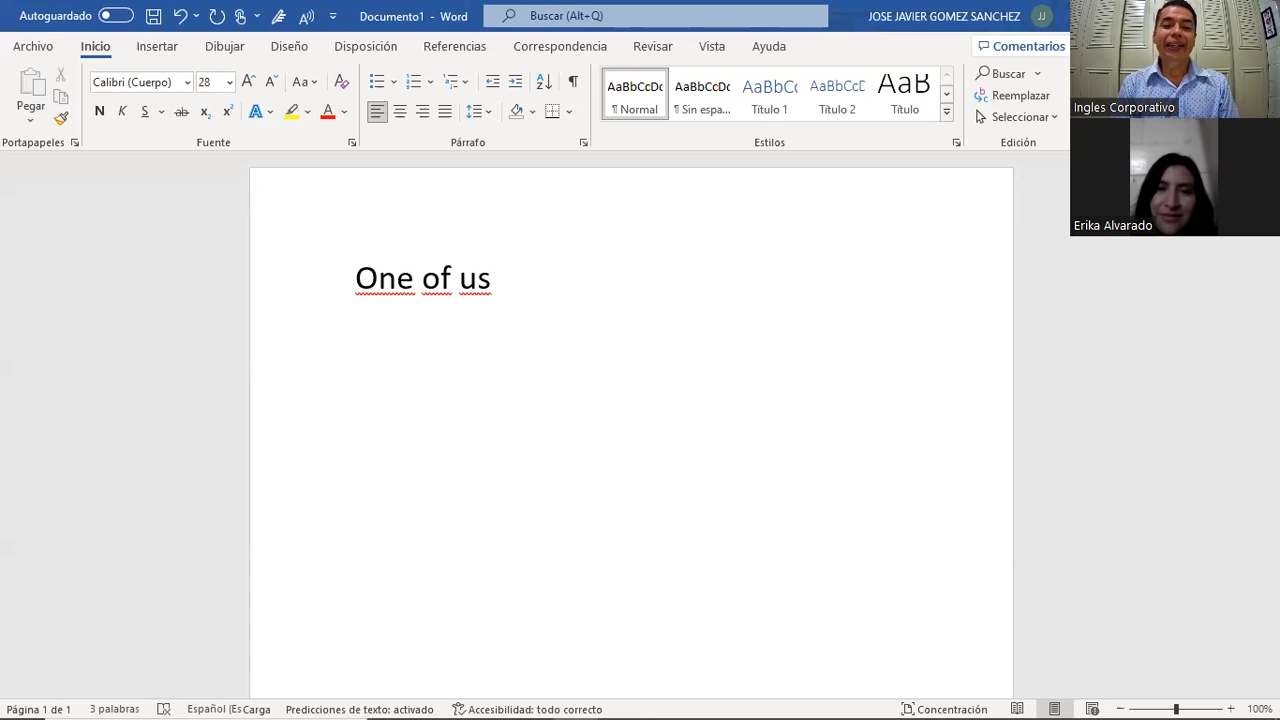 Autoguardado
Documento1 - Word
Buscar (Alt+Q)
JOSE JAVIER GOMEZ SANCHEZ
JJ
Archivo Inicio Insertar Dibujar Diseño Disposición Referencias Correspondencia Revisar Vista Ayuda
Comentarios
Pegar
Calibri (Cuerpo) 28
Aa
N K S x₂ x² A A
AaBbCcDc AaBbCcDc AaBbCc AaBbCcD AaB
¶ Normal ¶ Sin espa... Título 1 Título 2 Título
Buscar
Reemplazar
Seleccionar
Portapapeles Fuente Párrafo Estilos Edición
Ingles Corporativo
Erika Alvarado
One of us
Página 1 de 1 3 palabras Español (Es Carga Predicciones de texto: activado Accesibilidad: todo correcto Concentración 100%